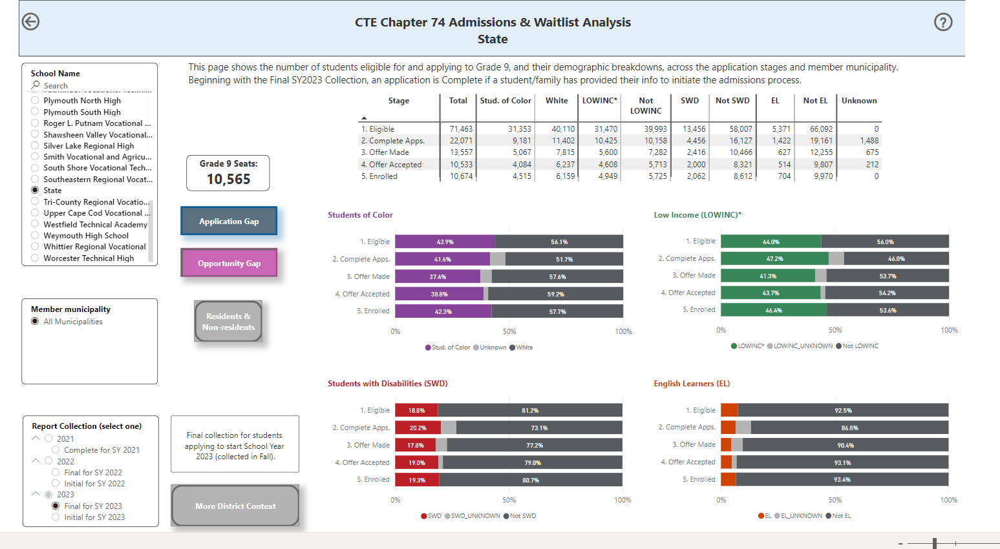 CTE Chapter 74 Admissions & Waitlist Analysis
State
?
This page shows the number of students eligible for and applying to Grade 9, and their demographic breakdowns, across the application stages and member municipality.
Beginning with the Final SY2023 Collection, an application is Complete if a student/family has provided their info to initiate the admissions process.
School Name
Search
Plymouth North High
Plymouth South High
Roger L. Putnam Vocational ...
Shawsheen Valley Vocational...
Silver Lake Regional High
Smith Vocational and Agricu...
South Shore Vocational Tech...
Southeastern Regional Vocat...
State
Tri-County Regional Vocatio...
Upper Cape Cod Vocational ...
Westfield Technical Academy
Weymouth High School
Whittier Regional Vocational
Worcester Technical High
Member municipality
All Municipalities
Report Collection (select one)
2021
Complete for SY 2021
2022
Final for SY 2022
Initial for SY 2022
2023
Final for SY 2023
Initial for SY 2023
Grade 9 Seats:
10,565
Application Gap
Opportunity Gap
Residents &
Non-residents
Final collection for students
applying to start School Year
2023 (collected in Fall).
More District Context
Stage Total Stud. of Color White LOWINC* Not LOWINC SWD Not SWD EL Not EL Unknown
1. Eligible 71,463 31,353 40,110 31,470 39,993 13,456 58,007 5,371 66,092 0
2. Complete Apps. 22,071 9,181 11,402 10,425 10,158 4,456 16,127 1,422 19,161 1,488
3. Offer Made 13,557 5,067 7,815 5,600 7,282 2,416 10,466 627 12,255 675
4. Offer Accepted 10,533 4,084 6,237 4,608 5,713 2,000 8,321 514 9,807 212
5. Enrolled 10,674 4,515 6,159 4,949 5,725 2,062 8,612 704 9,970 0
Students of Color
1. Eligible 43.9% 56.1%
2. Complete Apps. 41.6% 51.7%
3. Offer Made 37.4% 57.6%
4. Offer Accepted 38.8% 59.2%
5. Enrolled 42.3% 57.7%
0% 50% 100%
Stud. of Color Unknown White
Low Income (LOWINC)*
1. Eligible 44.0% 56.0%
2. Complete Apps. 47.2% 46.0%
3. Offer Made 41.3% 53.7%
4. Offer Accepted 43.7% 54.2%
5. Enrolled 46.4% 53.6%
0% 50% 100%
LOWINC* LOWINC_UNKNOWN Not LOWINC
Students with Disabilities (SWD)
1. Eligible 18.8% 81.2%
2. Complete Apps. 20.2% 73.1%
3. Offer Made 17.8% 77.2%
4. Offer Accepted 19.0% 79.0%
5. Enrolled 19.3% 80.7%
0% 50% 100%
SWD SWD_UNKNOWN Not SWD
English Learners (EL)
1. Eligible 92.5%
2. Complete Apps. 86.8%
3. Offer Made 90.4%
4. Offer Accepted 93.1%
5. Enrolled 93.4%
0% 50% 100%
EL EL_UNKNOWN Not EL